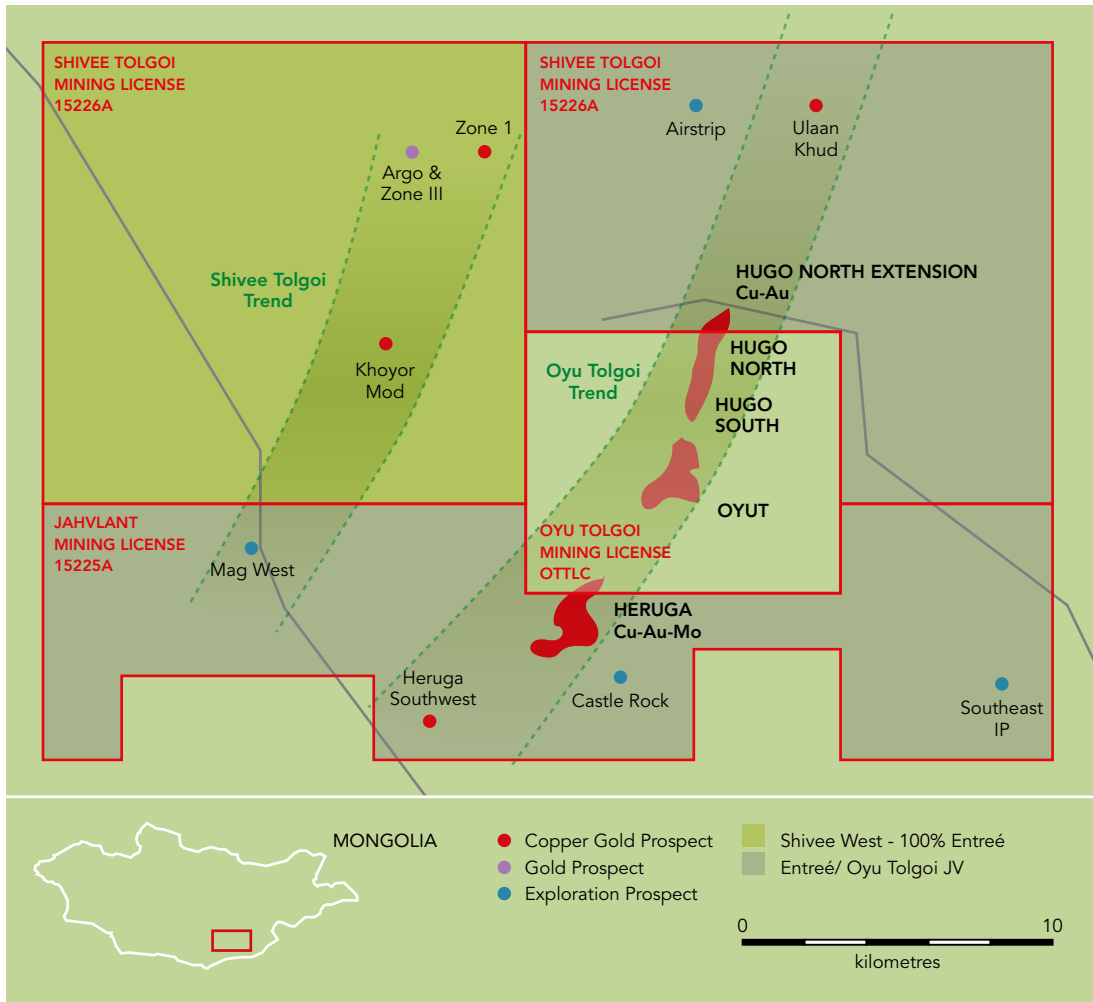 SHIVEE TOLGOI
MINING LICENSE
15226A
SHIVEE TOLGOI
MINING LICENSE
15226A
Zone 1
Argo &
Zone III
Airstrip
Ulaan
Khud
Shivee Tolgoi
Trend
HUGO NORTH EXTENSION
Cu-Au
Khoyor
Mod
Oyu Tolgoi
Trend
HUGO
NORTH
HUGO
SOUTH
OYUT
JAHVLANT
MINING LICENSE
15225A
Mag West
OYU TOLGOI
MINING LICENSE
OTTLC
HERUGA
Cu-Au-Mo
Heruga
Southwest
Castle Rock
Southeast
IP
MONGOLIA
Copper Gold Prospect
Gold Prospect
Exploration Prospect
Shivee West - 100% Entreé
Entreé/ Oyu Tolgoi JV
0 10
kilometres